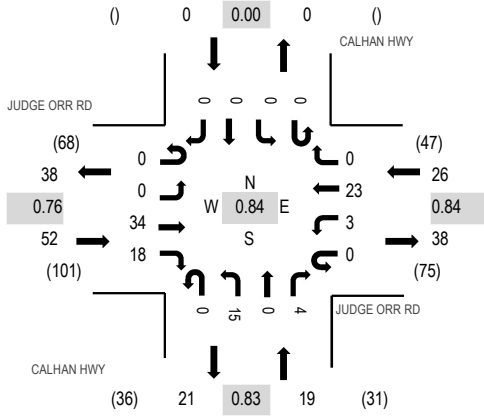 () 0 0.00 0 ()
CALHAN HWY
JUDGE ORR RD
0 0 0 0
(68) (47)
0 0
38 26
0 23
N
0.76 W 0.84 E 0.84
34 3
52 38
S
18 0
(101) (75)
0 15 0 4
JUDGE ORR RD
CALHAN HWY
(36) 21 0.83 19 (31)